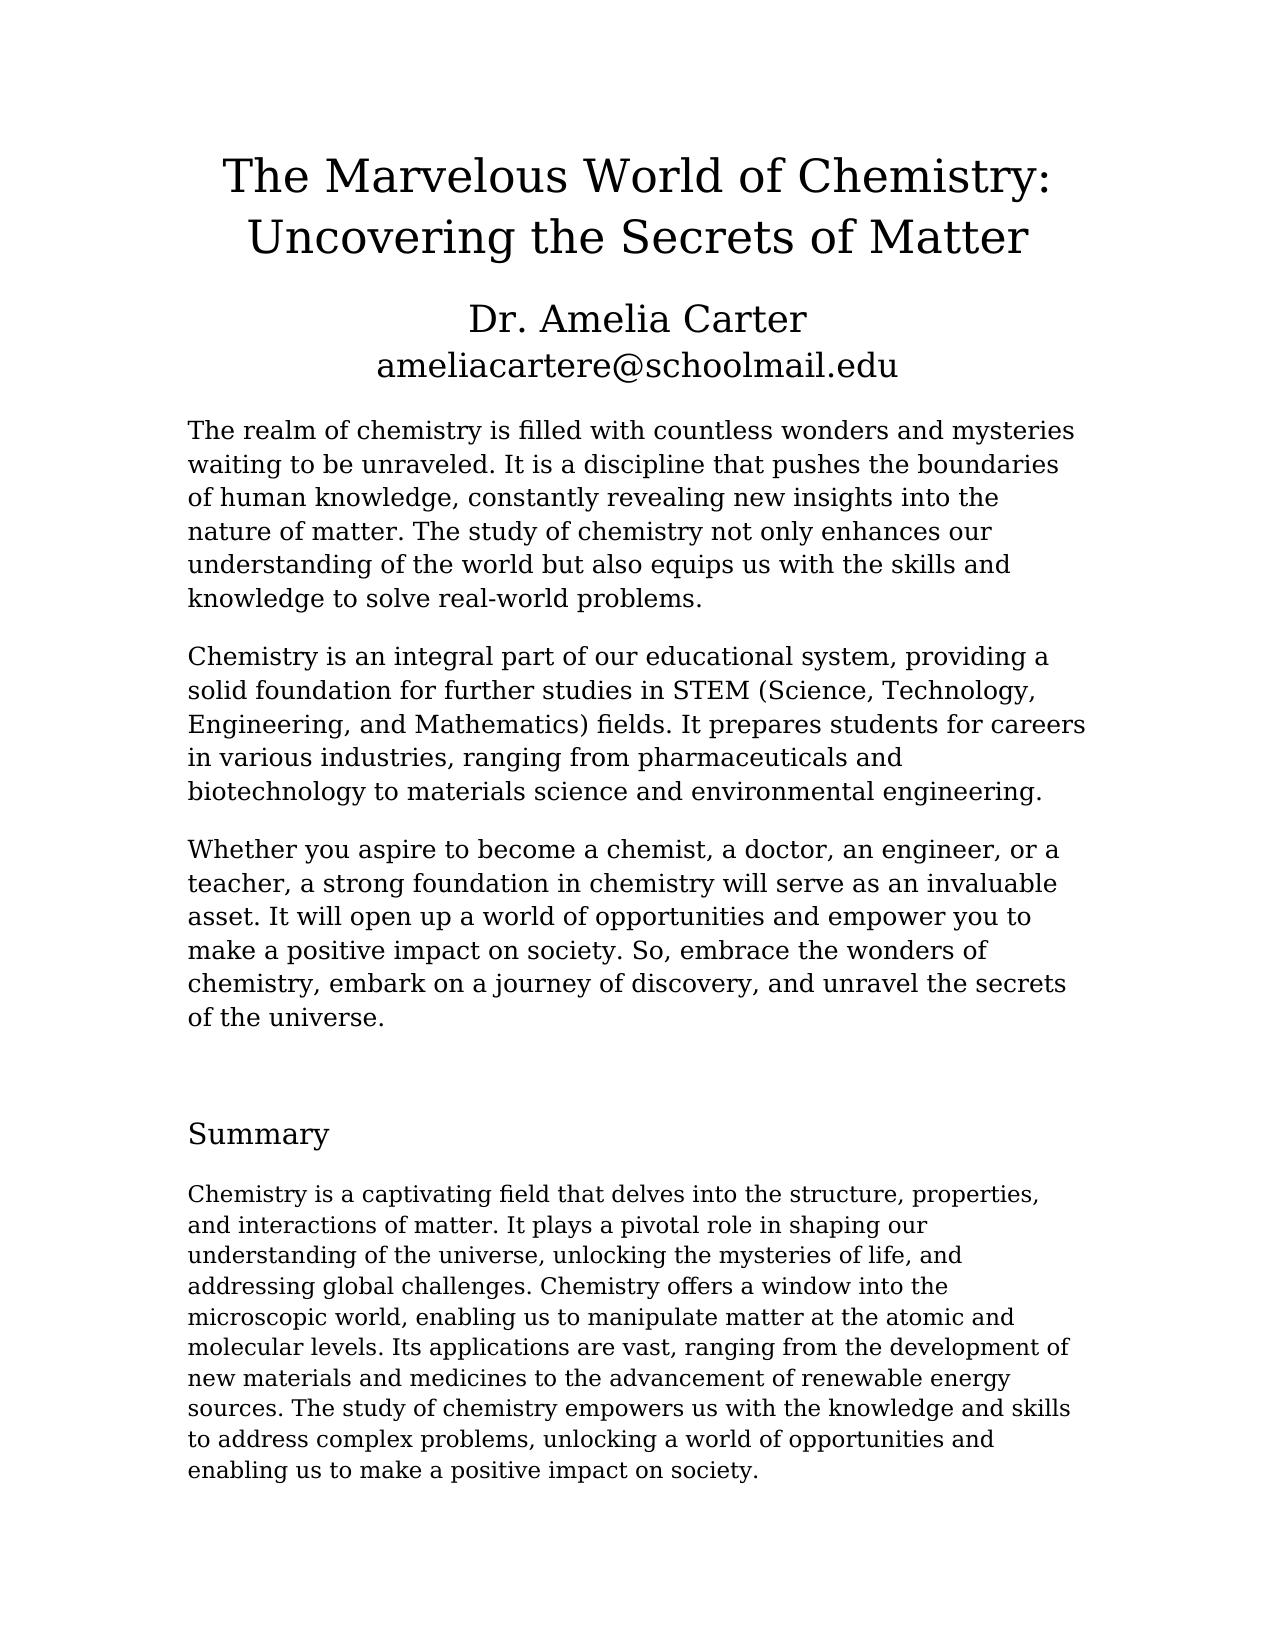 The Marvelous World of Chemistry:
Uncovering the Secrets of Matter
Dr. Amelia Carter
ameliacartere@schoolmail.edu
The realm of chemistry is filled with countless wonders and mysteries
waiting to be unraveled. It is a discipline that pushes the boundaries
of human knowledge, constantly revealing new insights into the
nature of matter. The study of chemistry not only enhances our
understanding of the world but also equips us with the skills and
knowledge to solve real-world problems.
Chemistry is an integral part of our educational system, providing a
solid foundation for further studies in STEM (Science, Technology,
Engineering, and Mathematics) fields. It prepares students for careers
in various industries, ranging from pharmaceuticals and
biotechnology to materials science and environmental engineering.
Whether you aspire to become a chemist, a doctor, an engineer, or a
teacher, a strong foundation in chemistry will serve as an invaluable
asset. It will open up a world of opportunities and empower you to
make a positive impact on society. So, embrace the wonders of
chemistry, embark on a journey of discovery, and unravel the secrets
of the universe.
Summary
Chemistry is a captivating field that delves into the structure, properties,
and interactions of matter. It plays a pivotal role in shaping our
understanding of the universe, unlocking the mysteries of life, and
addressing global challenges. Chemistry offers a window into the
microscopic world, enabling us to manipulate matter at the atomic and
molecular levels. Its applications are vast, ranging from the development of
new materials and medicines to the advancement of renewable energy
sources. The study of chemistry empowers us with the knowledge and skills
to address complex problems, unlocking a world of opportunities and
enabling us to make a positive impact on society.